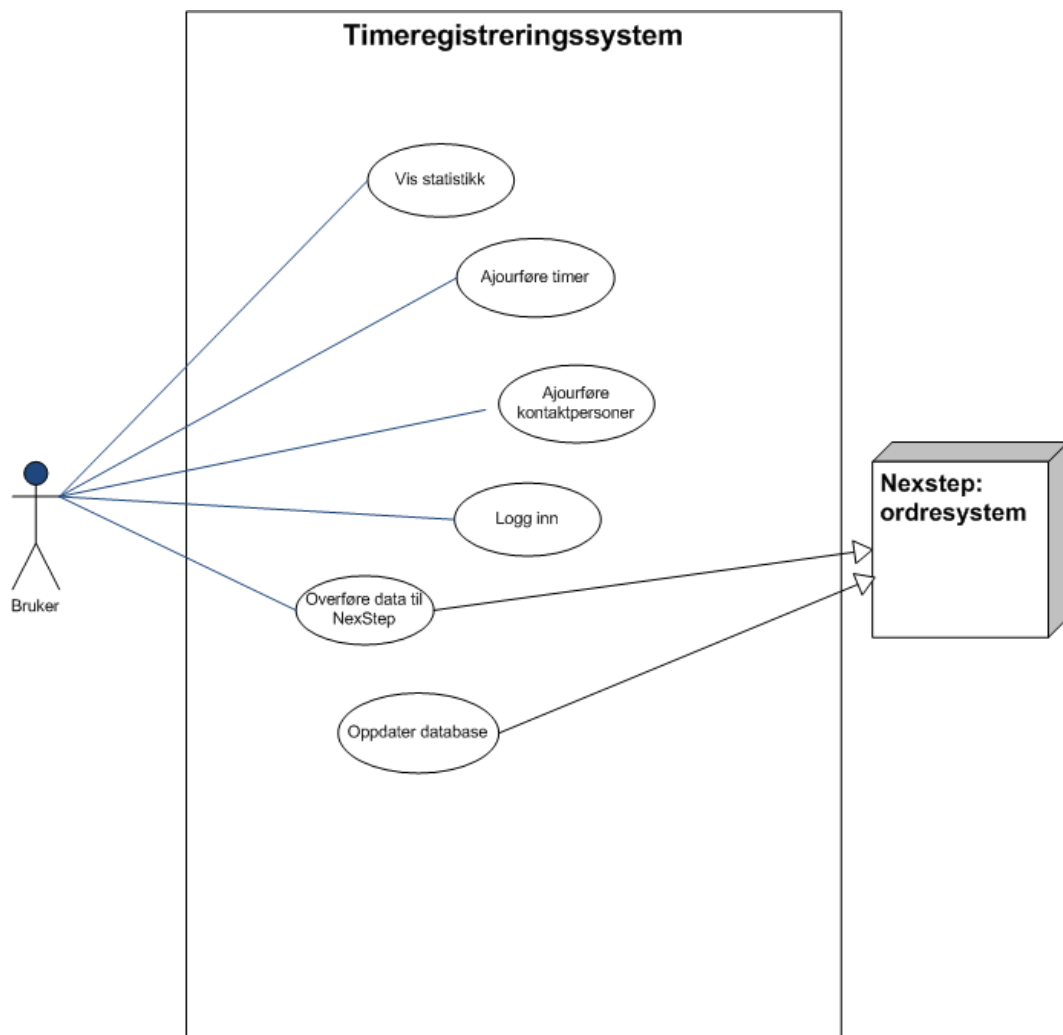 Timeregistreringssystem
Vis statistikk
Ajourføre timer
Ajourføre
kontaktpersoner
Nexstep:
ordresystem
Logg inn
Bruker
Overføre data til
NexStep
Oppdater database